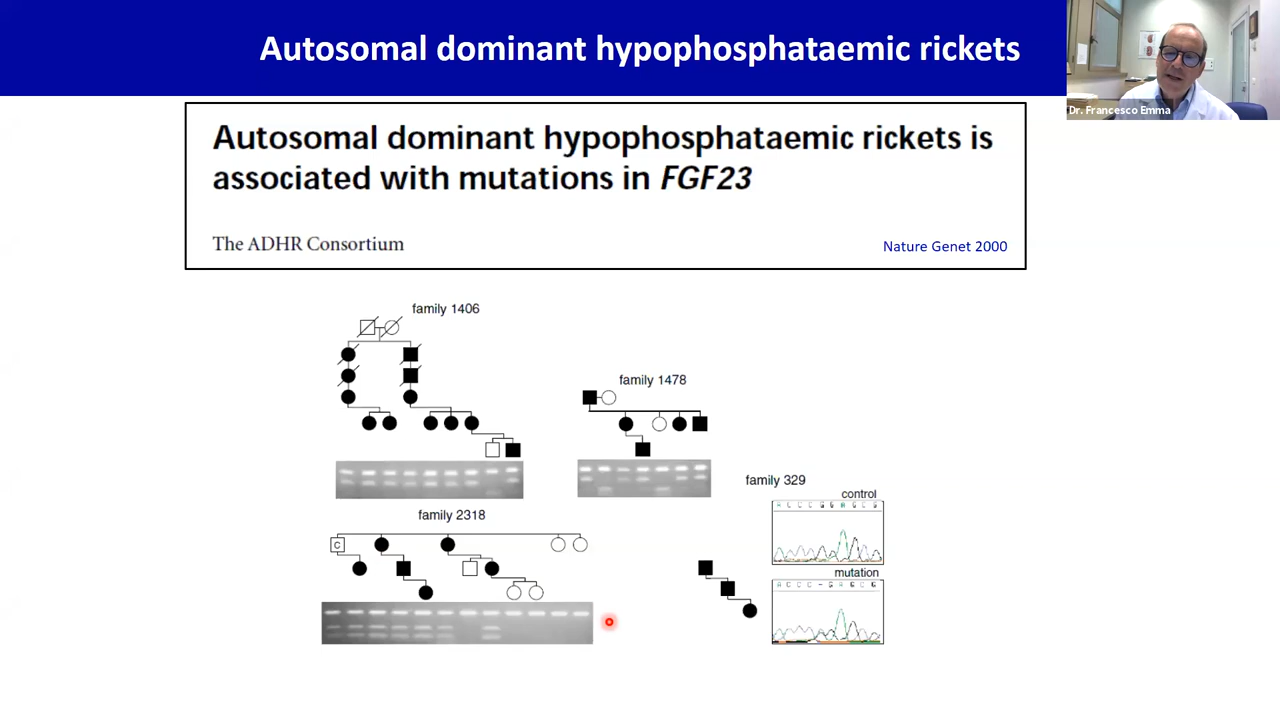 Autosomal dominant hypophosphataemic rickets
Dr. Francesco Emma
Autosomal dominant hypophosphataemic rickets is
associated with mutations in FGF23
The ADHR Consortium
Nature Genet 2000
family 1406
family 1478
family 329
control
mutation
family 2318
C